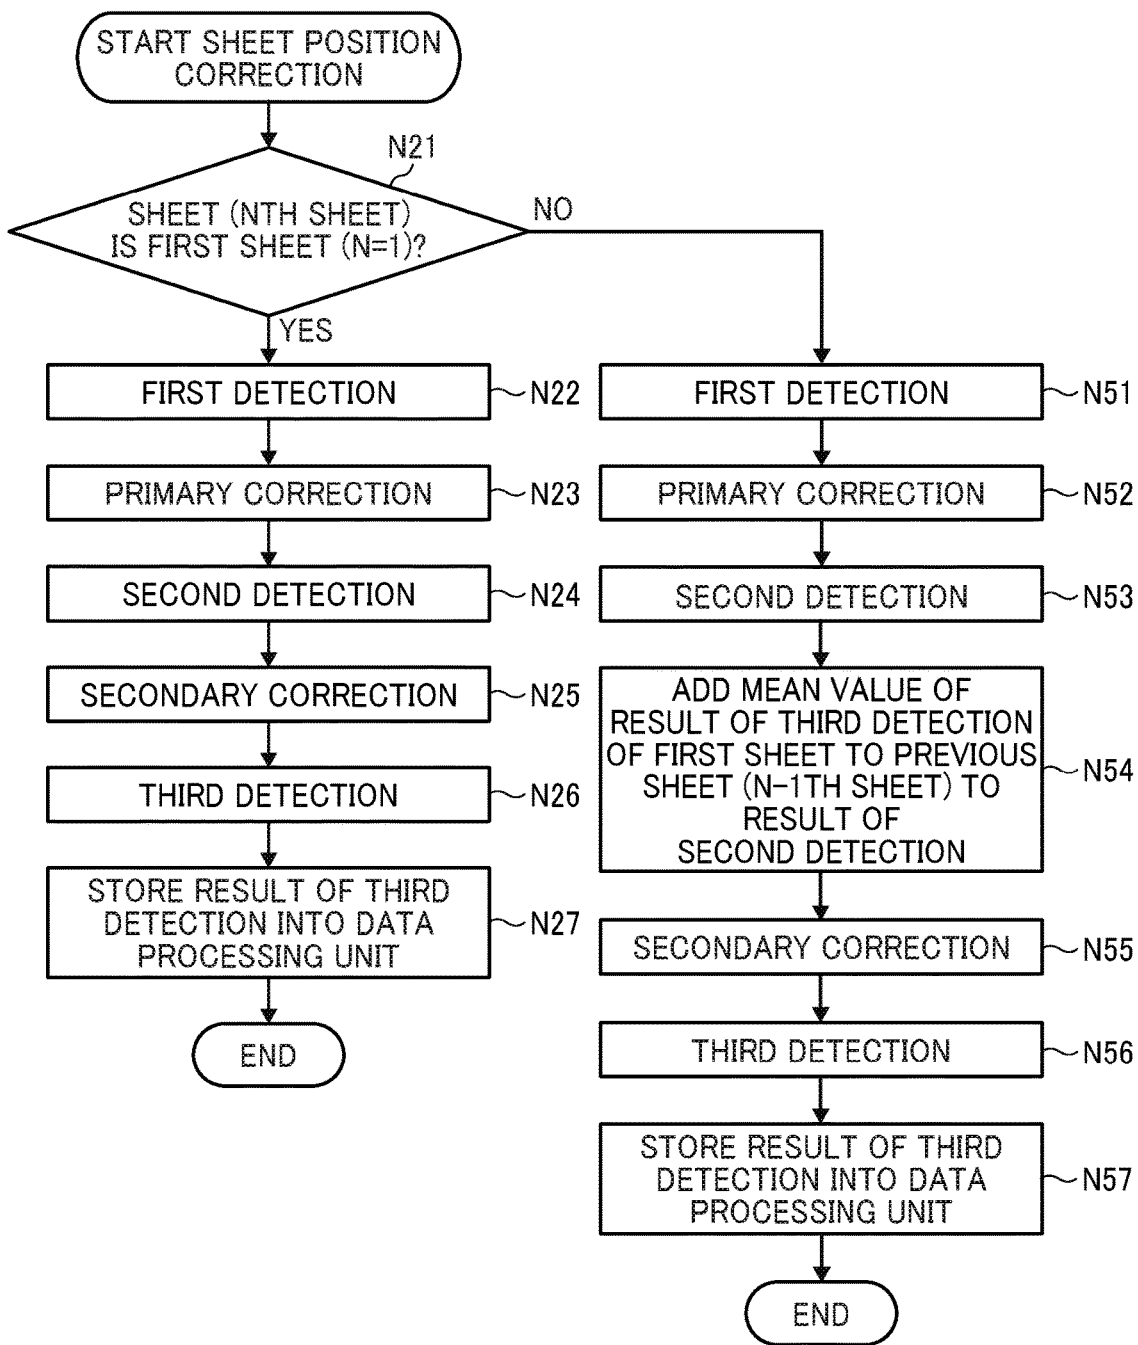 START SHEET POSITION
CORRECTION
N21
SHEET (NTH SHEET)
IS FIRST SHEET (N=1)?
NO
YES
FIRST DETECTION
N22
PRIMARY CORRECTION
N23
SECOND DETECTION
N24
SECONDARY CORRECTION
N25
THIRD DETECTION
N26
STORE RESULT OF THIRD
DETECTION INTO DATA
PROCESSING UNIT
N27
END
FIRST DETECTION
N51
PRIMARY CORRECTION
N52
SECOND DETECTION
N53
ADD MEAN VALUE OF
RESULT OF THIRD DETECTION
OF FIRST SHEET TO PREVIOUS
SHEET (N-1TH SHEET) TO
RESULT OF
SECOND DETECTION
N54
SECONDARY CORRECTION
N55
THIRD DETECTION
N56
STORE RESULT OF THIRD
DETECTION INTO DATA
PROCESSING UNIT
N57
END